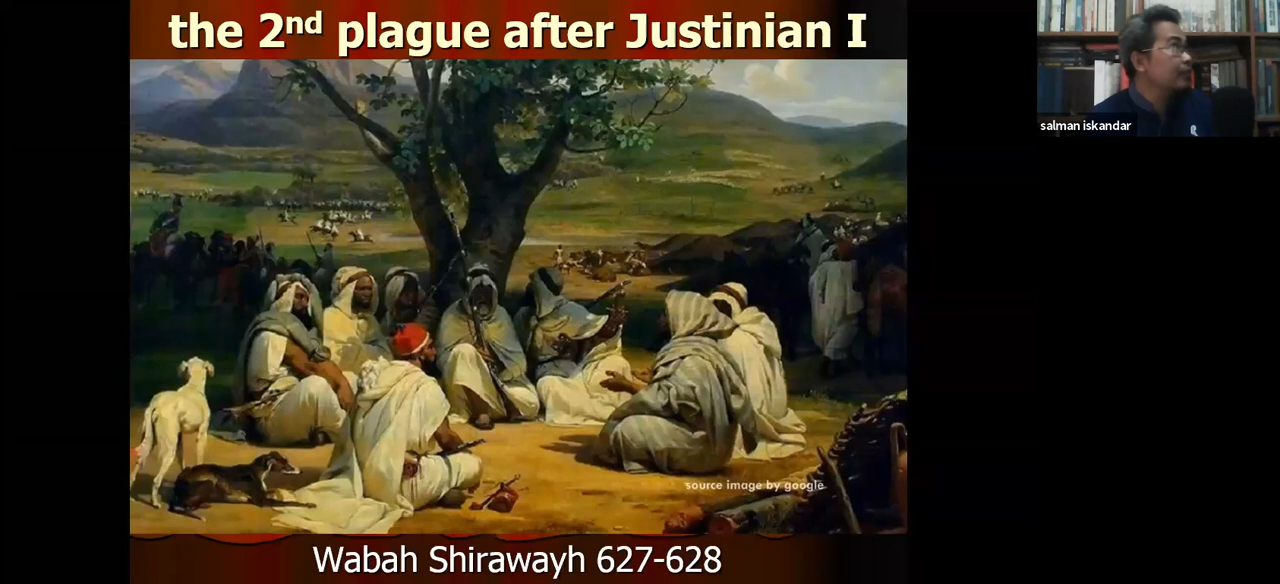 the 2nd plague after Justinian I
salman iskandar
source image by google
Wabah Shirawayh 627-628